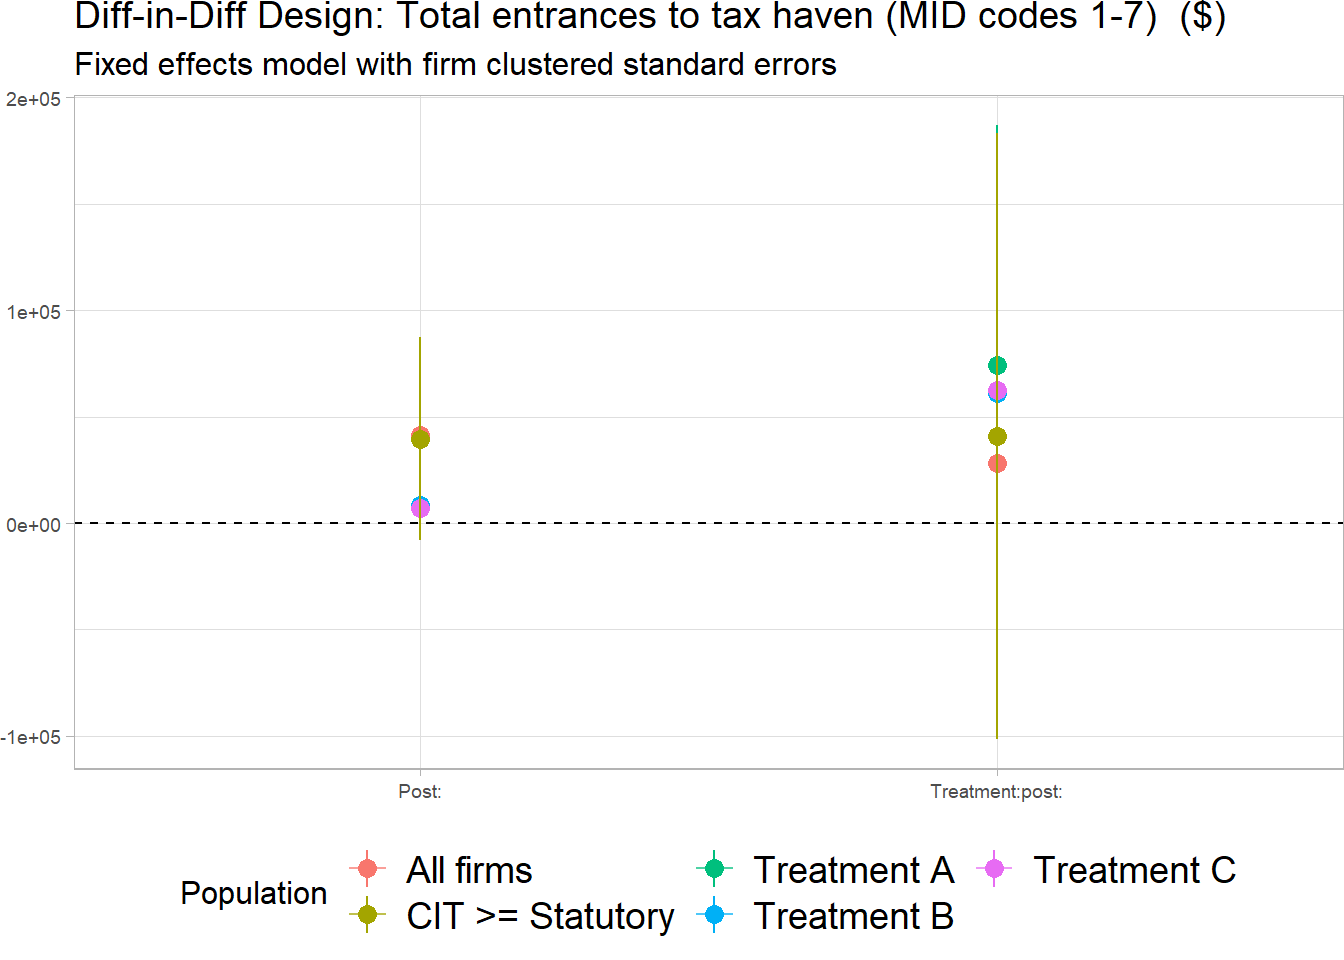 Diff-in-Diff Design: Total entrances to tax haven (MID codes 1-7)  ($)
Fixed effects model with firm clustered standard errors
2e+05
1e+05
0e+00
-1e+05
Post:
Treatment:post:
Population
All firms
CIT >= Statutory
Treatment A
Treatment B
Treatment C